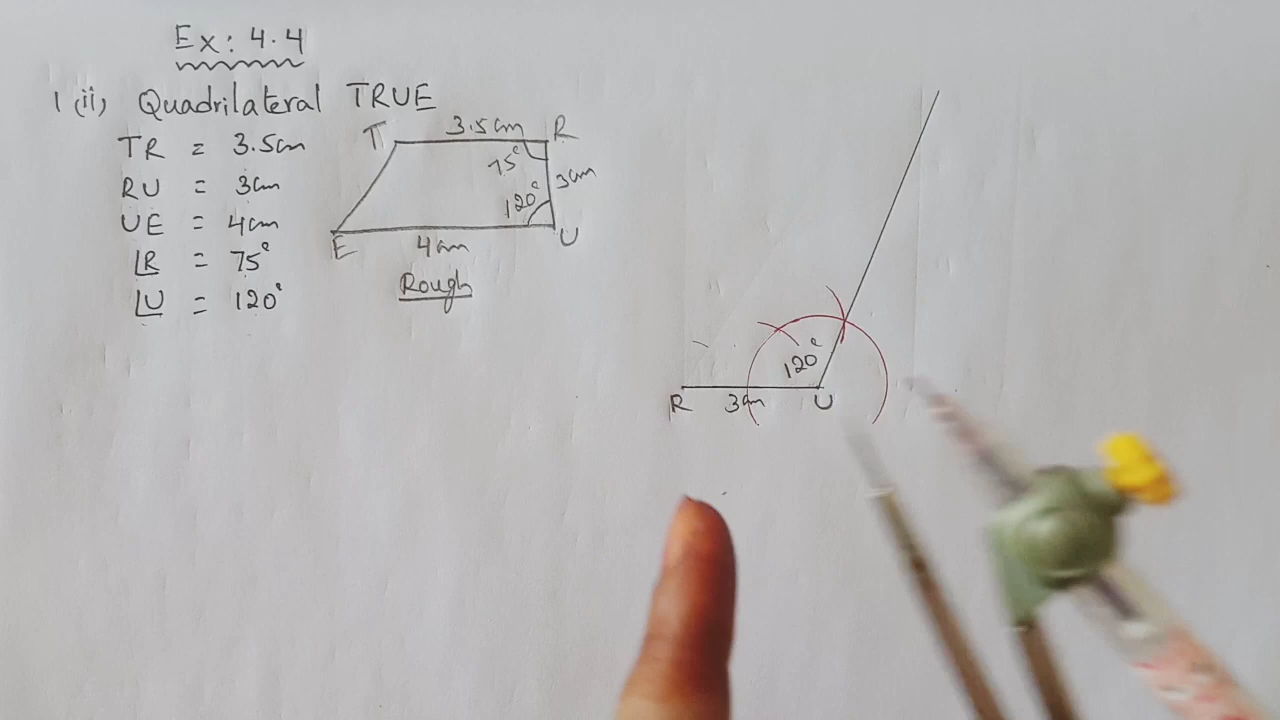 Ex: 4.4
1 (ii) Quadrilateral TRUE
TR = 3.5cm
RU = 3cm
UE = 4cm
∠R = 75°
∠U = 120°
T 3.5cm R
75°
3cm
120°
E 4cm U
Rough
120°
R 3cm U